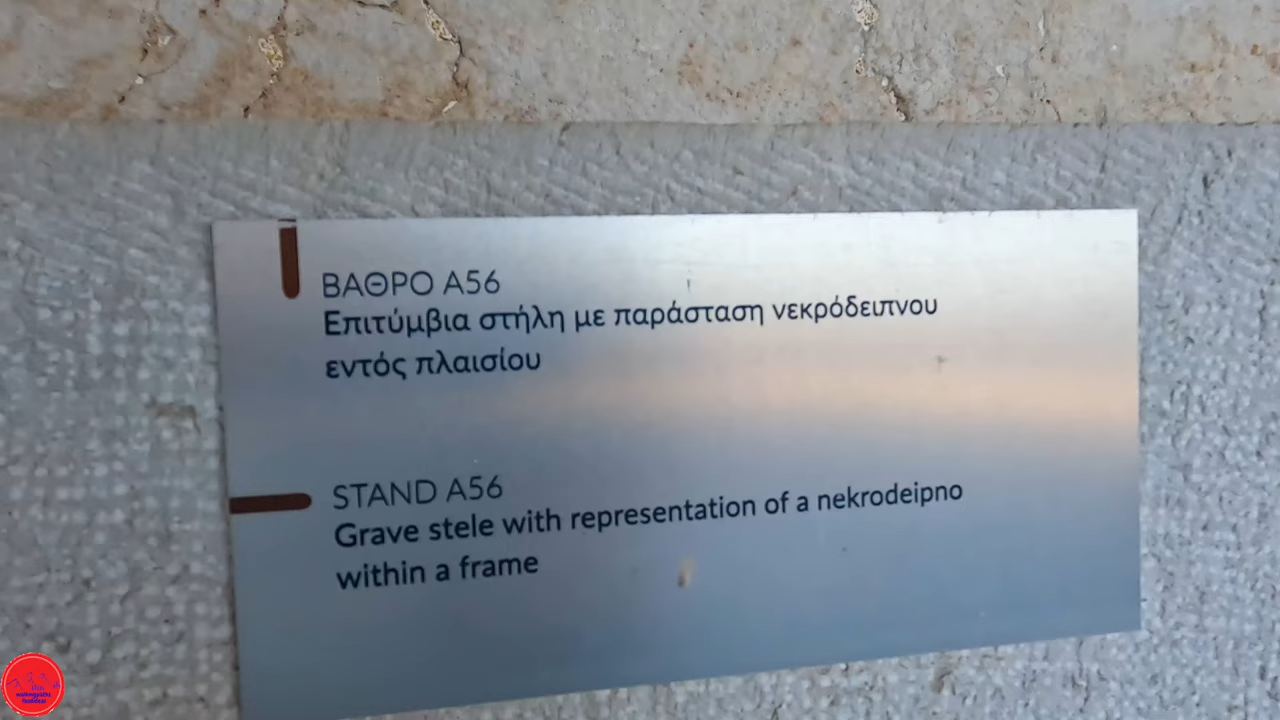 ΒΑΘΡΟ Α56
Επιτύμβια στήλη με παράσταση νεκρόδειπνου
εντός πλαισίου
STAND A56
Grave stele with representation of a nekrodeipno
within a frame